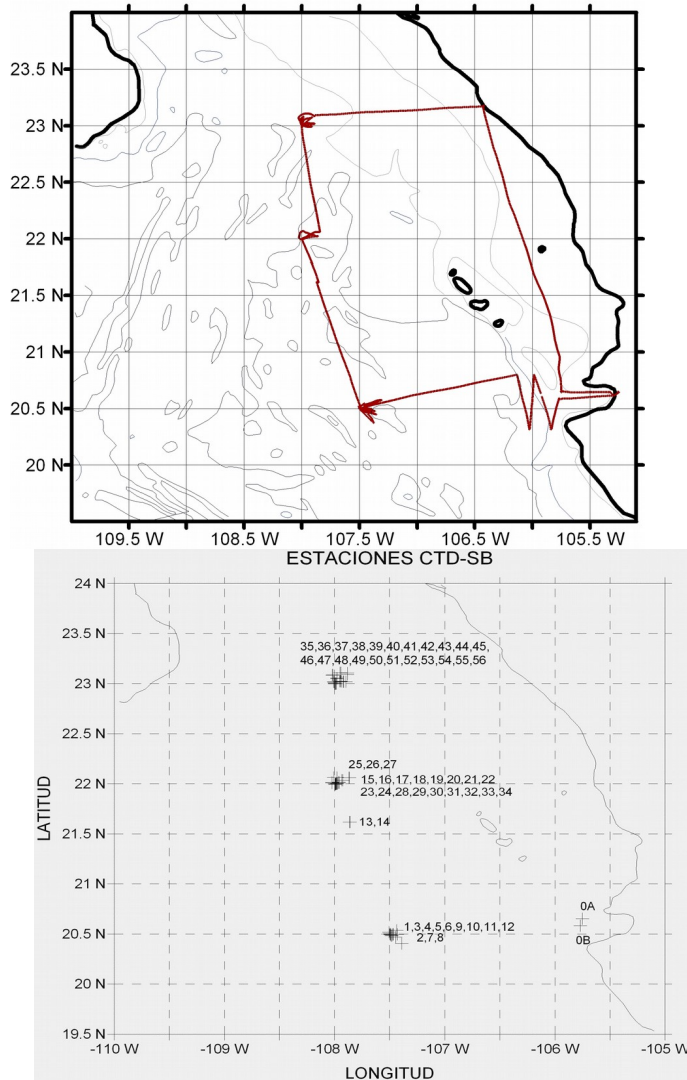 23.5 N
23 N
22.5 N
22 N
21.5 N
21 N
20.5 N
20 N
109.5 W 108.5 W 107.5 W 106.5 W 105.5 W
ESTACIONES CTD-SB
24 N
23.5 N
23 N
22.5 N
22 N
21.5 N
21 N
20.5 N
20 N
19.5 N
LATITUD
35,36,37,38,39,40,41,42,43,44,45,
46,47,48,49,50,51,52,53,54,55,56
25,26,27
15,16,17,18,19,20,21,22
23,24,28,29,30,31,32,33,34
13,14
0A
1,3,4,5,6,9,10,11,12
2,7,8
0B
-110 W -109 W -108 W -107 W -106 W -105 W
LONGITUD